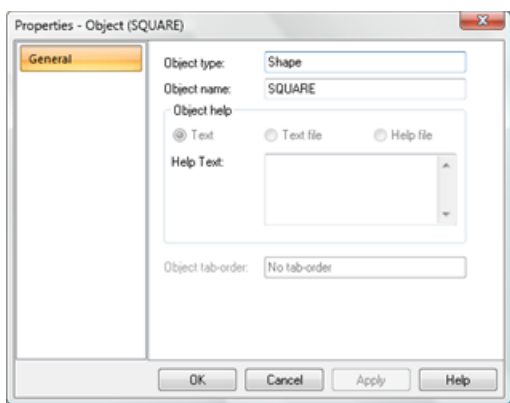 Properties - Object (SQUARE)
General
Object type: Shape
Object name: SQUARE
Object help
Text Text file Help file
Help Text:
Object tab-order: No tab-order
OK Cancel Apply Help